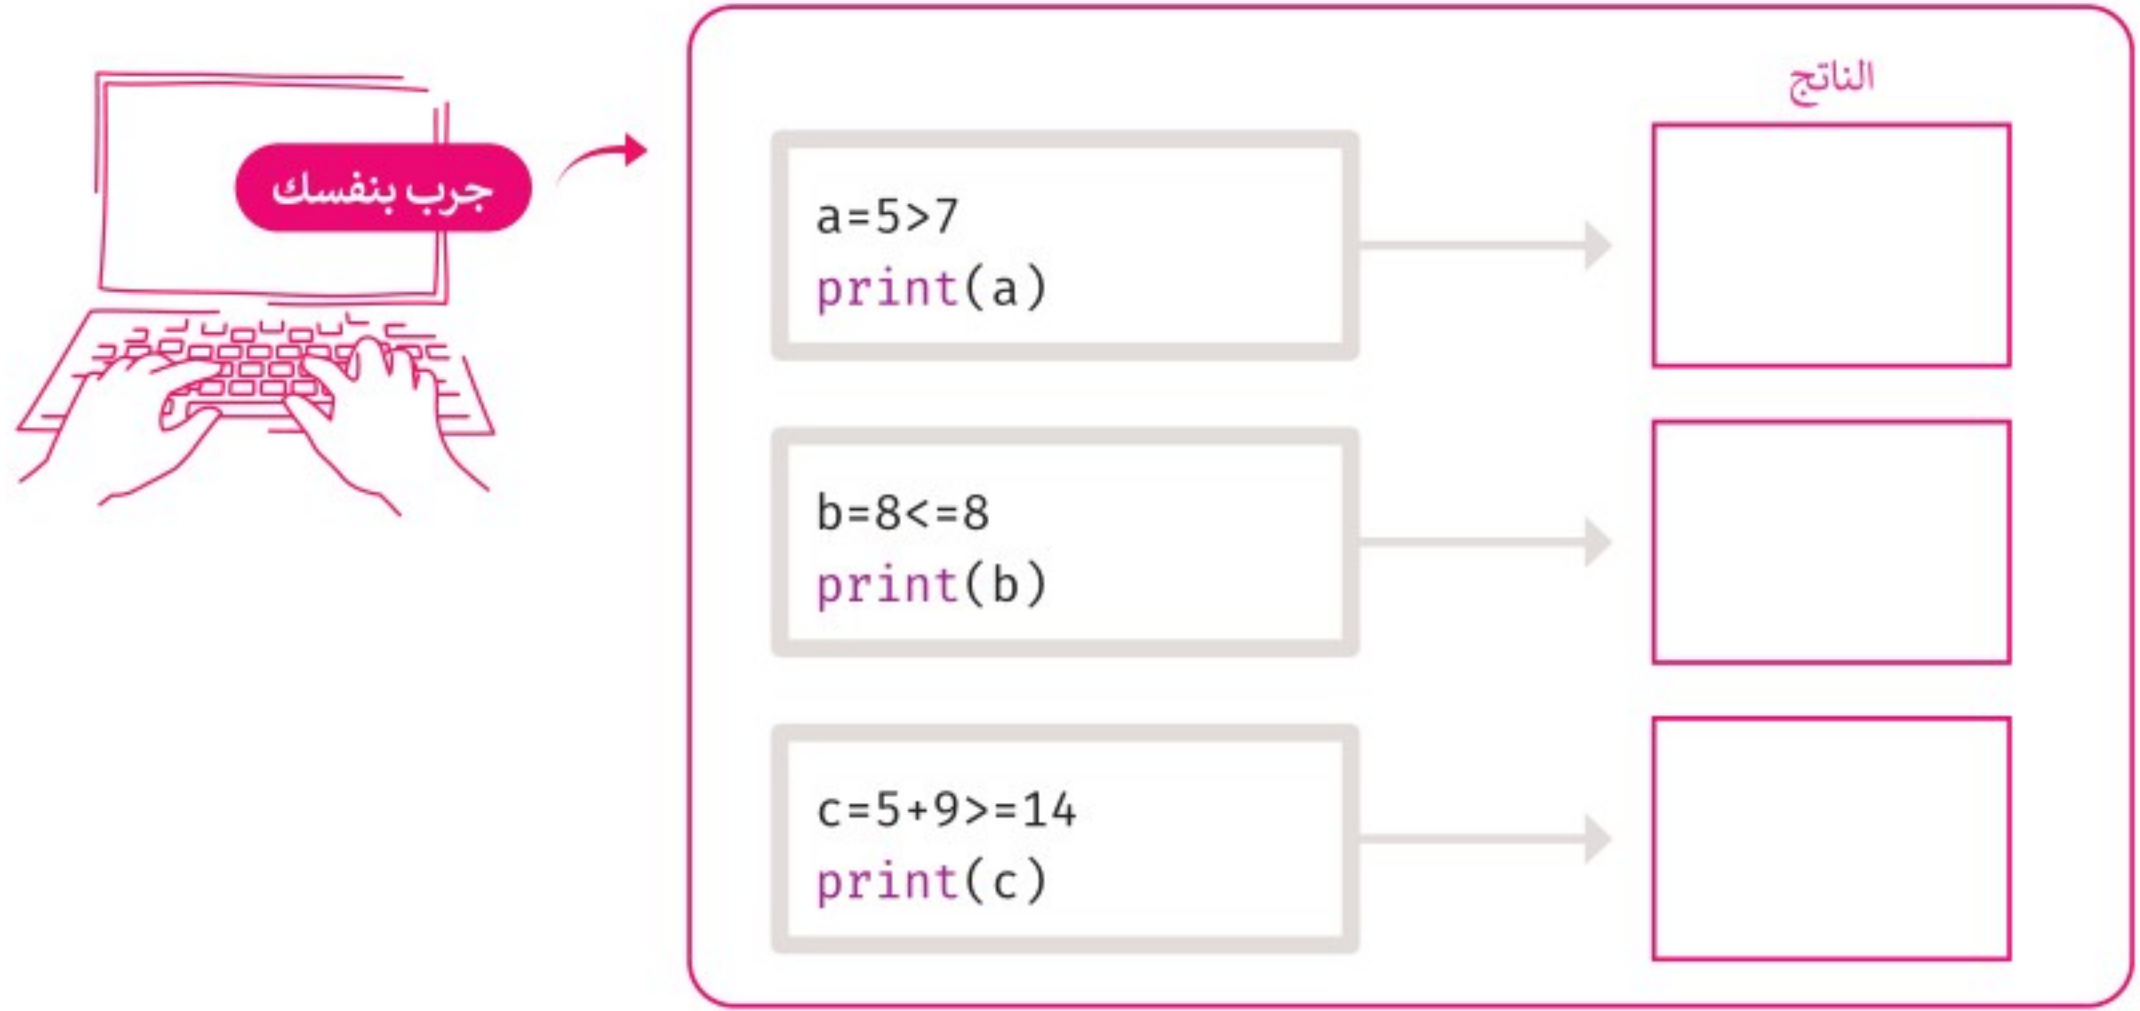 جرب بنفسك
الناتج
a=5>7
print(a)
b=8<=8
print(b)
c=5+9>=14
print(c)